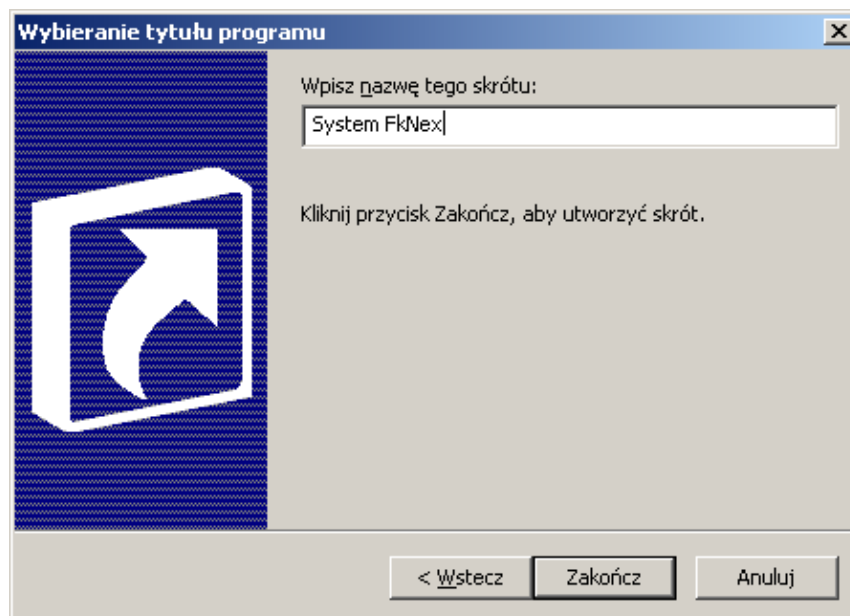 Wybieranie tytułu programu
Wpisz nazwę tego skrótu:
System FkNex
Kliknij przycisk Zakończ, aby utworzyć skrót.
< Wstecz Zakończ Anuluj